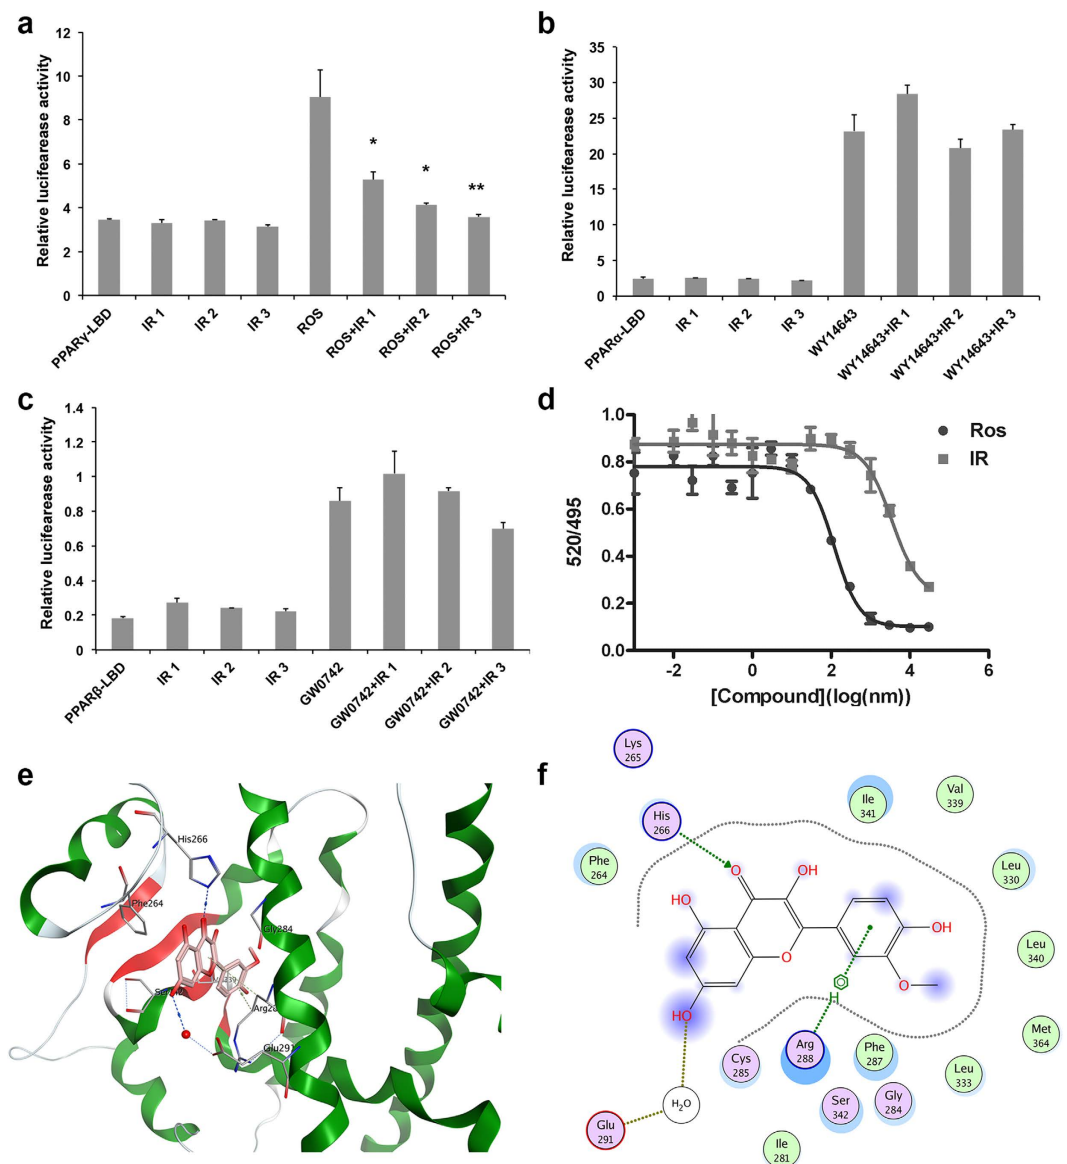 a
Relative lucifearease activity
12
10
8
6
4
2
0
*
*
**
PPARγ-LBD
IR 1
IR 2
IR 3
ROS
ROS+IR 1
ROS+IR 2
ROS+IR 3
b
Relative lucifearease activity
35
30
25
20
15
10
5
0
PPARα-LBD
IR 1
IR 2
IR 3
WY14643
WY14643+IR 1
WY14643+IR 2
WY14643+IR 3
c
Relative lucifearease activity
1.4
1.2
1
0.8
0.6
0.4
0.2
0
PPARβ-LBD
IR 1
IR 2
IR 3
GW0742
GW0742+IR 1
GW0742+IR 2
GW0742+IR 3
d
520/495
1.0
0.8
0.6
0.4
0.2
0.0
-2
0
2
4
6
[Compound](log(nm))
Ros
IR
e
His266
Phe264
Gly284
Glu291
f
Lys
265
His
266
Phe
264
Ile
341
Val
339
Leu
330
Leu
340
Met
364
Leu
333
Phe
287
Gly
284
Ser
342
Arg
288
Cys
285
Ile
281
Glu
291
H₂O
O
OH
HO
O
OH
O
HO
H